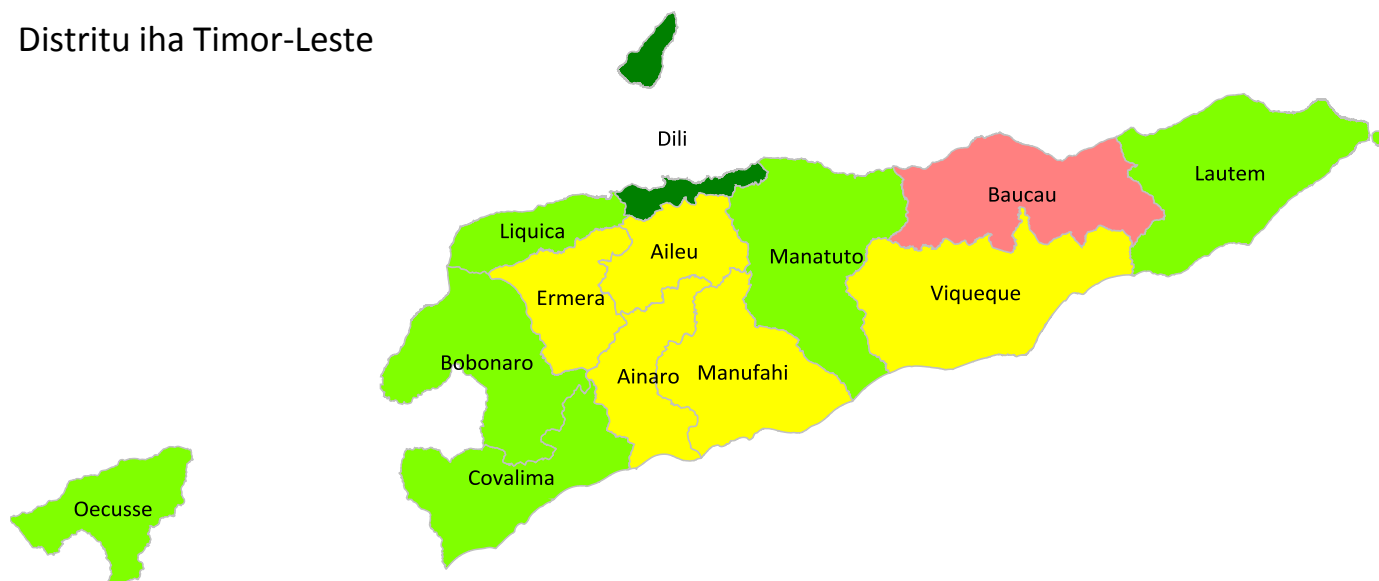 Distritu iha Timor-Leste
Dili
Lautem
Baucau
Liquica
Aileu
Manatuto
Viqueque
Ermera
Bobonaro
Ainaro
Manufahi
Covalima
Oecusse